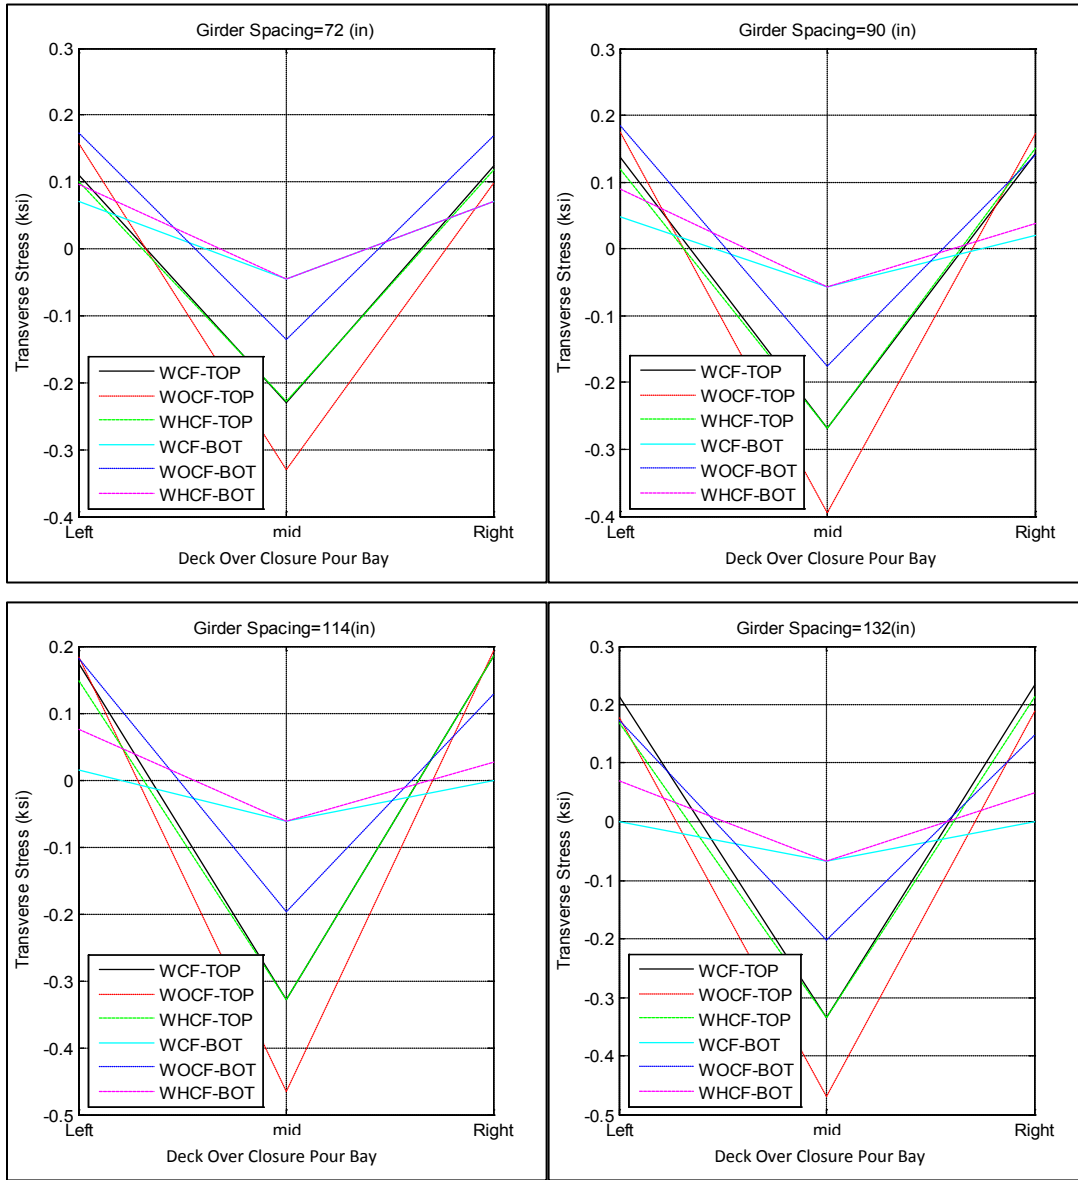 Girder Spacing=72 (in)
0.3
0.2
0.1
0
-0.1
-0.2
-0.3
-0.4
Transverse Stress (ksi)
WCF-TOP
WOCF-TOP
WHCF-TOP
WCF-BOT
WOCF-BOT
WHCF-BOT
Left mid Right
Deck Over Closure Pour Bay
Girder Spacing=90 (in)
0.3
0.2
0.1
0
-0.1
-0.2
-0.3
-0.4
Transverse Stress (ksi)
WCF-TOP
WOCF-TOP
WHCF-TOP
WCF-BOT
WOCF-BOT
WHCF-BOT
Left mid Right
Deck Over Closure Pour Bay
Girder Spacing=114(in)
0.2
0.1
0
-0.1
-0.2
-0.3
-0.4
-0.5
Transverse Stress (ksi)
WCF-TOP
WOCF-TOP
WHCF-TOP
WCF-BOT
WOCF-BOT
WHCF-BOT
Left mid Right
Deck Over Closure Pour Bay
Girder Spacing=132(in)
0.3
0.2
0.1
0
-0.1
-0.2
-0.3
-0.4
-0.5
Transverse Stress (ksi)
WCF-TOP
WOCF-TOP
WHCF-TOP
WCF-BOT
WOCF-BOT
WHCF-BOT
Left mid Right
Deck Over Closure Pour Bay